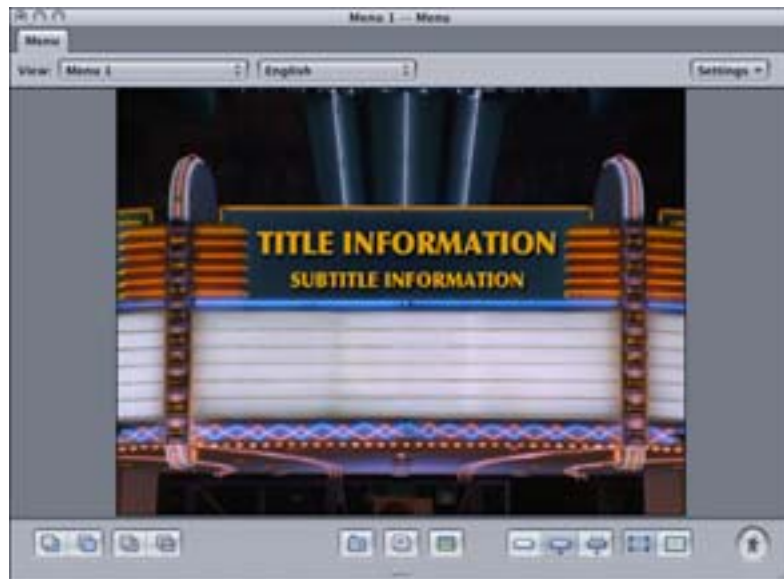 Menu 1 — Menu
Menu
View: Menu 1 English Settings
TITLE INFORMATION
SUBTITLE INFORMATION